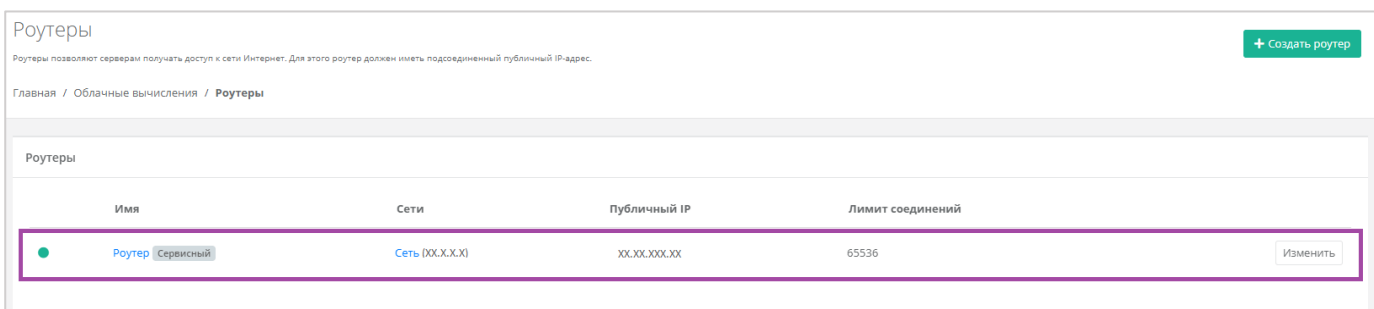 Роутеры
+ Создать роутер
Роутеры позволяют серверам получать доступ к сети Интернет. Для этого роутер должен иметь подсоединенный публичный IP-адрес.
Главная / Облачные вычисления / Роутеры
Роутеры
Имя Сети Публичный IP Лимит соединений
Роутер Сервисный Сеть (XX.X.X.X) XX.XX.XXX.XX 65536 Изменить